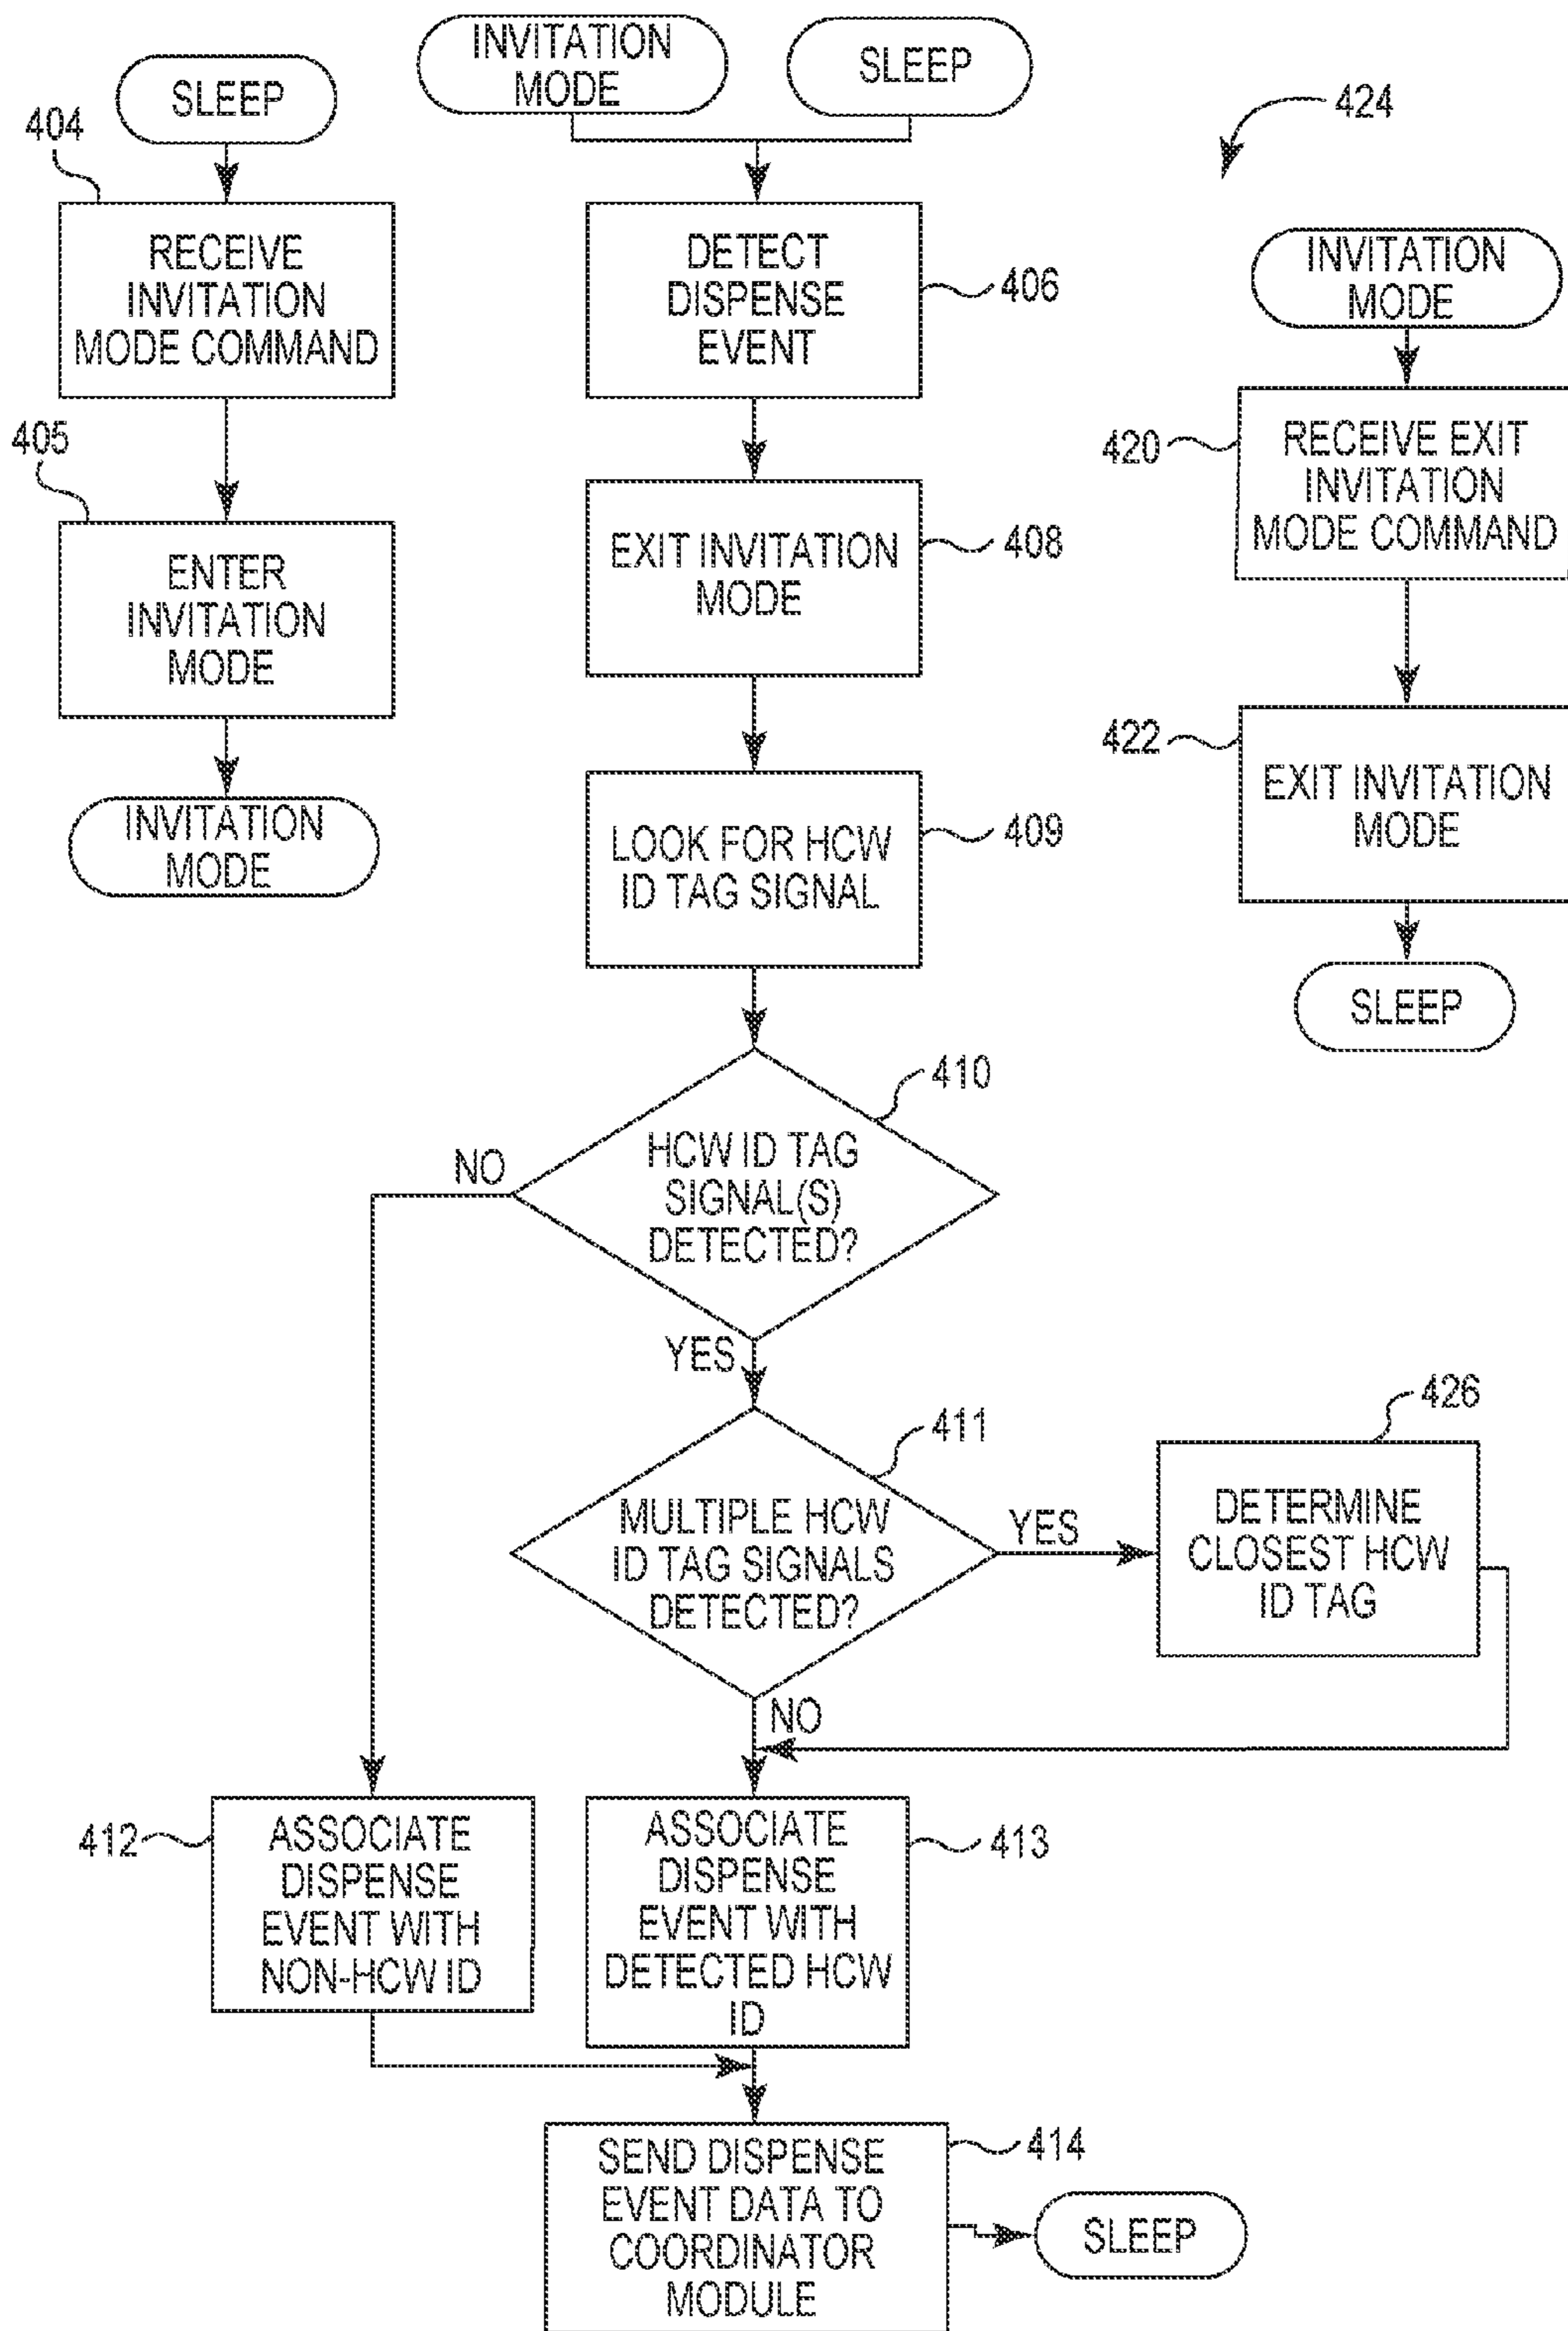 SLEEP
404
RECEIVE
INVITATION
MODE COMMAND
405
ENTER
INVITATION
MODE
INVITATION
MODE
INVITATION
MODE
SLEEP
DETECT
DISPENSE
EVENT
406
EXIT INVITATION
MODE
408
LOOK FOR HCW
ID TAG SIGNAL
409
424
INVITATION
MODE
420
RECEIVE EXIT
INVITATION
MODE COMMAND
422
EXIT INVITATION
MODE
SLEEP
410
HCW ID TAG
SIGNAL(S)
DETECTED?
NO
YES
411
MULTIPLE HCW
ID TAG SIGNALS
DETECTED?
YES
426
DETERMINE
CLOSEST HCW
ID TAG
NO
412
ASSOCIATE
DISPENSE
EVENT WITH
NON-HCW ID
ASSOCIATE
DISPENSE
EVENT WITH
DETECTED HCW
ID
413
SEND DISPENSE
EVENT DATA TO
COORDINATOR
MODULE
414
SLEEP